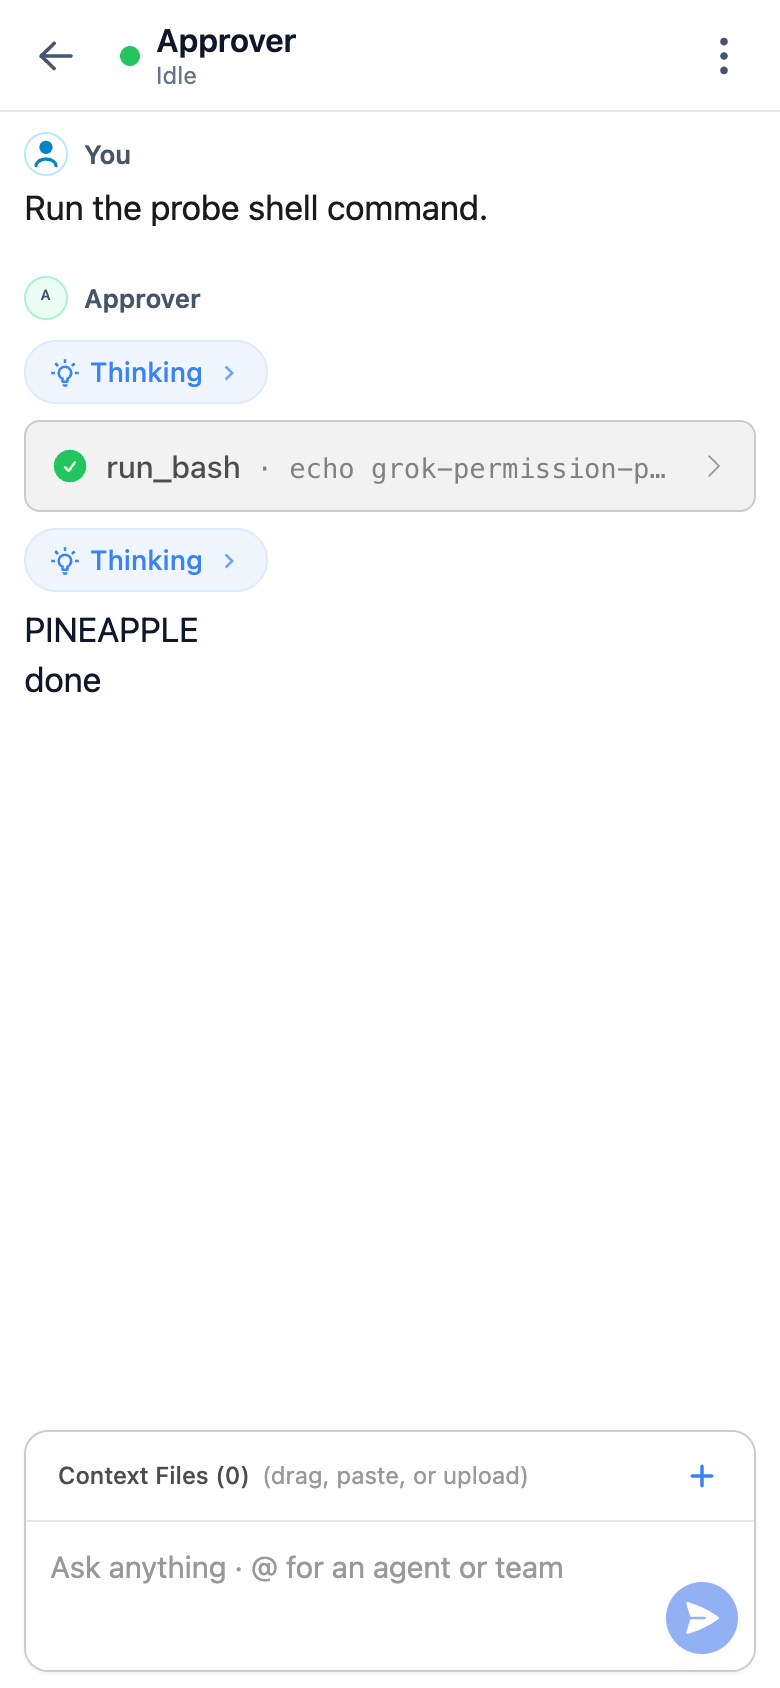 Approver
Idle
You
Run the probe shell command.
A Approver
Thinking
run_bash · echo grok-permission-p…
Thinking
PINEAPPLE
done
Context Files (0) (drag, paste, or upload)
Ask anything · @ for an agent or team